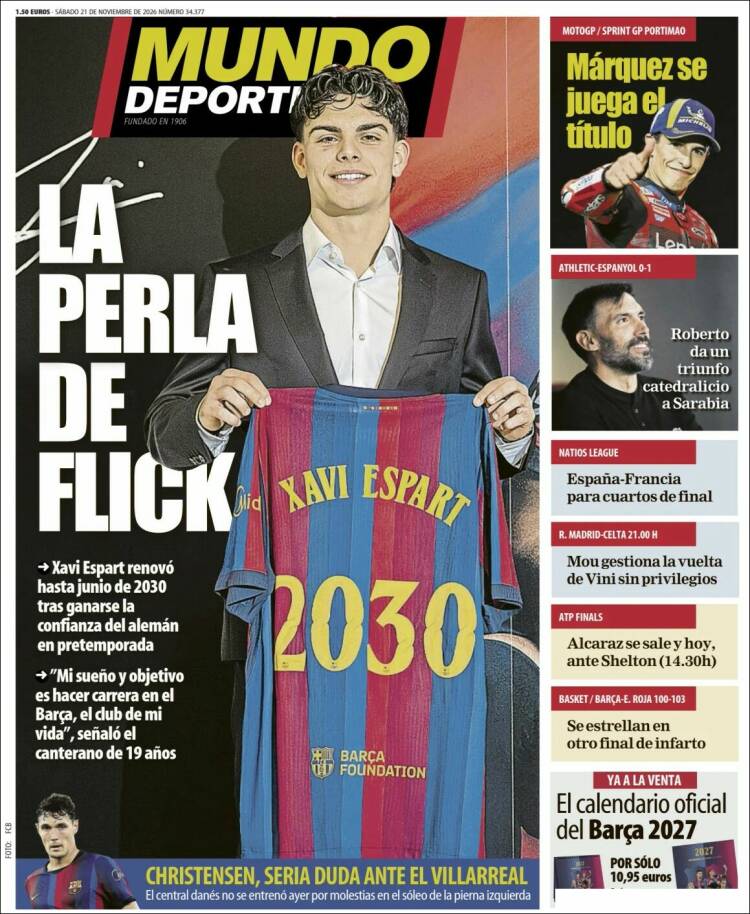 1.50 EUROS - SÁBADO 21 DE NOVIEMBRE DE 2026 NÚMERO 34.377
MUNDO
FUNDADO EN 1906
LA
PERLA
DE
FLICK
➔ Xavi Espart renovó
hasta junio de 2030
tras ganarse la
confianza del alemán
en pretemporada
➔ "Mi sueño y objetivo
es hacer carrera en el
Barça, el club de mi
vida", señaló el
canterano de 19 años
XAVI ESPART
2030
BARÇA
FOUNDATION
FOTO: FCB
CHRISTENSEN, SERIA DUDA ANTE EL VILLARREAL
El central danés no se entrenó ayer por molestias en el sóleo de la pierna izquierda
MOTOGP / SPRINT GP PORTIMAO
Márquez se
juega el
título
MICHELIN
ATHLETIC-ESPANYOL 0-1
Roberto
da un
triunfo
catedralicio
a Sarabia
NATIOS LEAGUE
España-Francia
para cuartos de final
R. MADRID-CELTA 21.00 H
Mou gestiona la vuelta
de Vini sin privilegios
ATP FINALS
Alcaraz se sale y hoy,
ante Shelton (14.30h)
BASKET / BARÇA-E. ROJA 100-103
Se estrellan en
otro final de infarto
YA A LA VENTA
El calendario oficial
del Barça 2027
POR SÓLO
10,95 euros
2027
2027